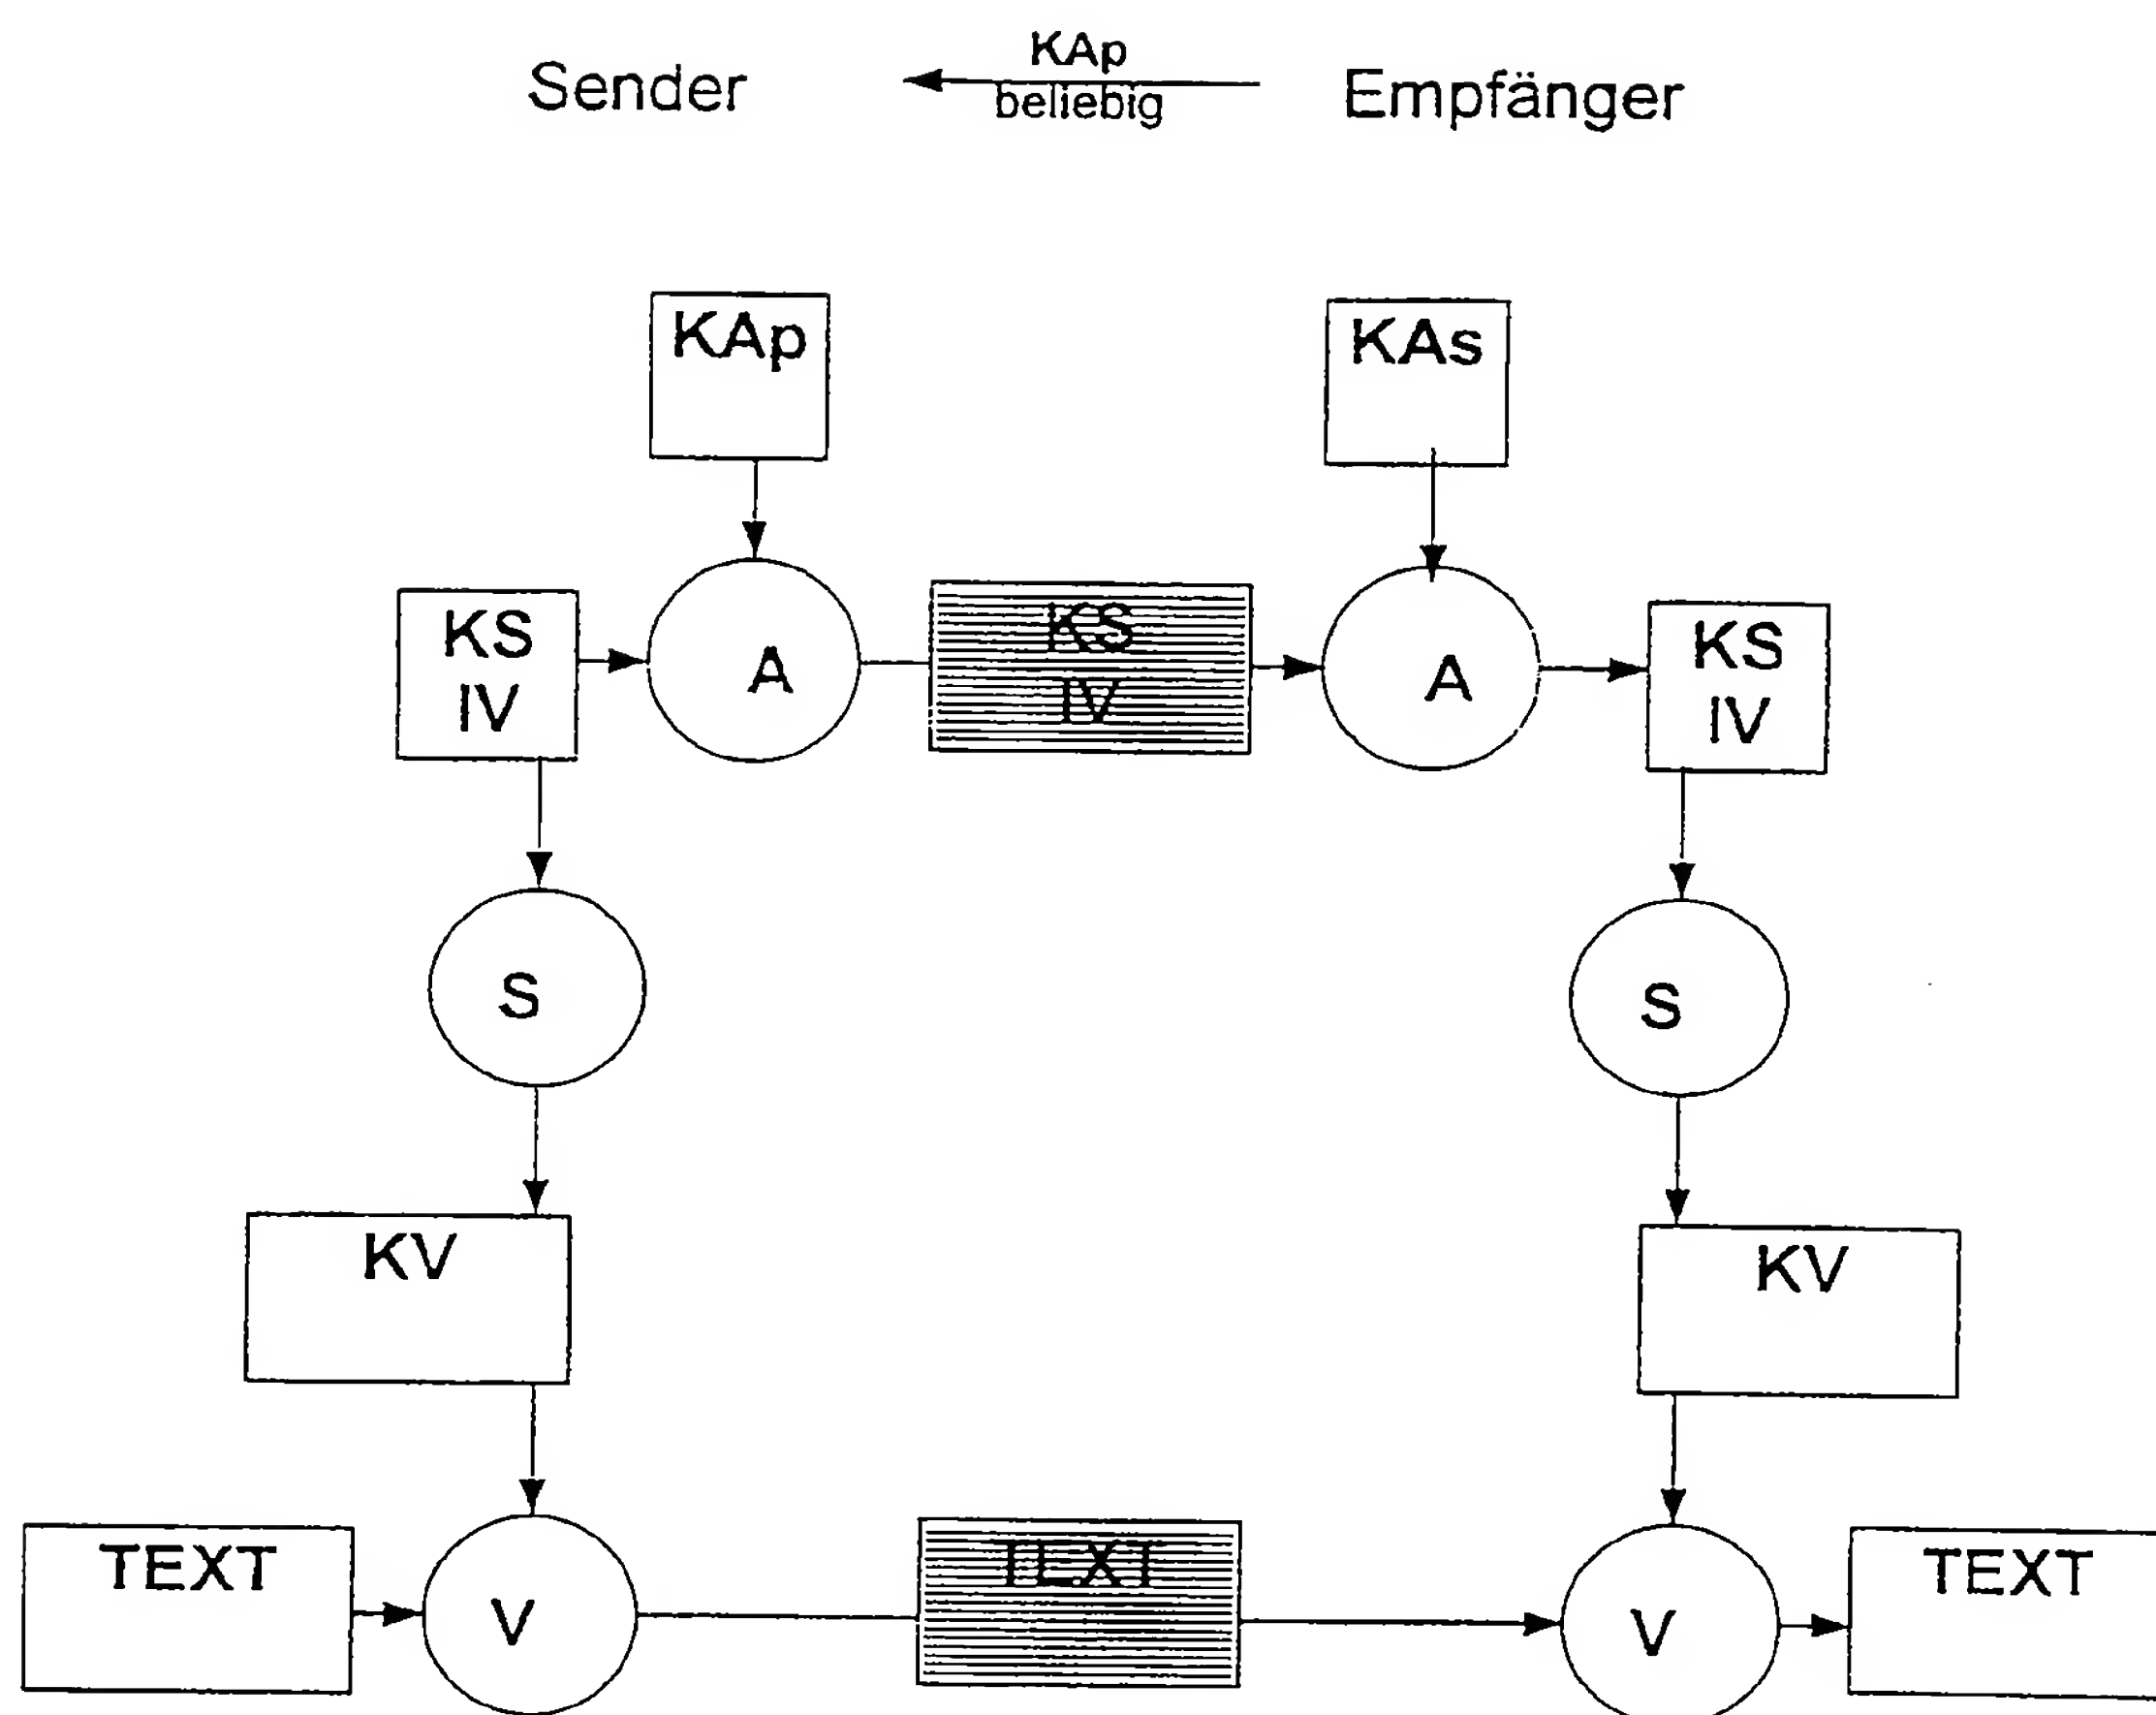 Sender
KAp
beliebig
Empfänger
KAp
KAs
KS
IV
A
KS
IV
A
KS
IV
S
S
KV
KV
TEXT
V
TEXT
V
TEXT